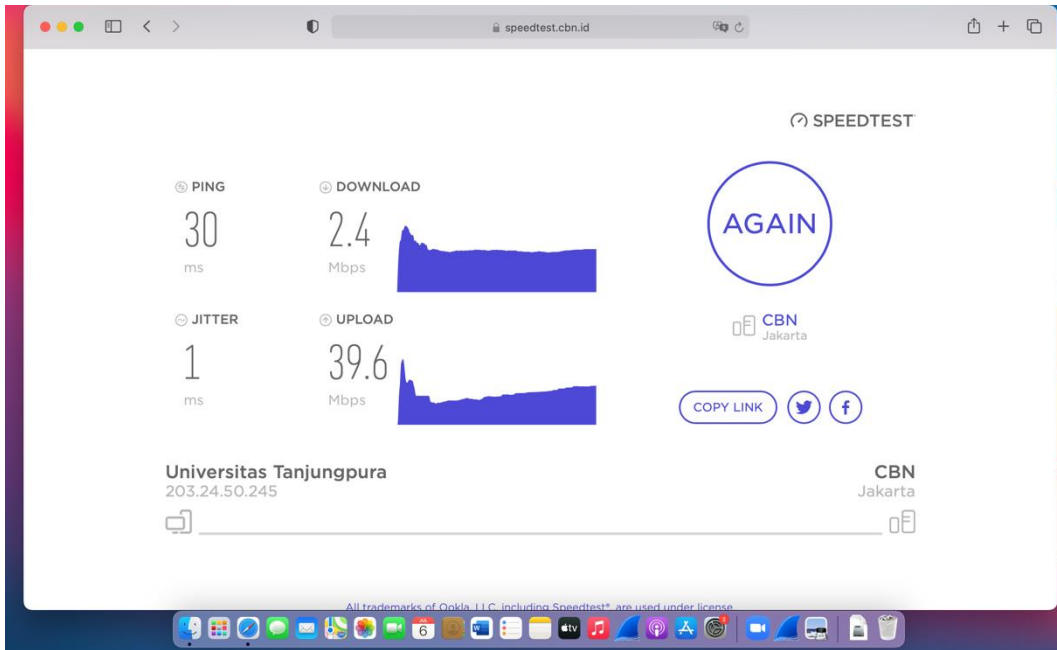 speedtest.cbn.id
SPEEDTEST
PING
30
ms
DOWNLOAD
2.4
Mbps
AGAIN
JITTER
1
ms
UPLOAD
39.6
Mbps
CBN
Jakarta
COPY LINK
Universitas Tanjungpura
203.24.50.245
CBN
Jakarta
All trademarks of Ookla, LLC, including Speedtest®, are used under license
6
tv